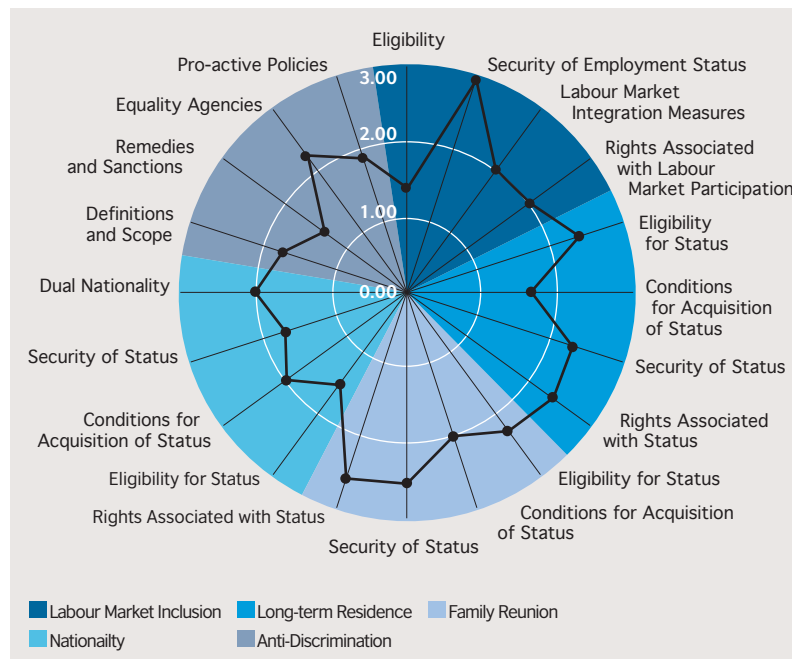 Eligibility
3.00
2.00
1.00
0.00
Security of Employment Status
Labour Market
Integration Measures
Rights Associated
with Labour
Market Participation
Eligibility
for Status
Conditions
for Acquisition
of Status
Security of Status
Rights Associated
with Status
Eligibility for Status
Conditions for Acquisition
of Status
Security of Status
Rights Associated with Status
Eligibility for Status
Conditions for
Acquisition of Status
Security of Status
Dual Nationality
Definitions
and Scope
Remedies
and Sanctions
Equality Agencies
Pro-active Policies
Labour Market Inclusion
Long-term Residence
Family Reunion
Nationailty
Anti-Discrimination